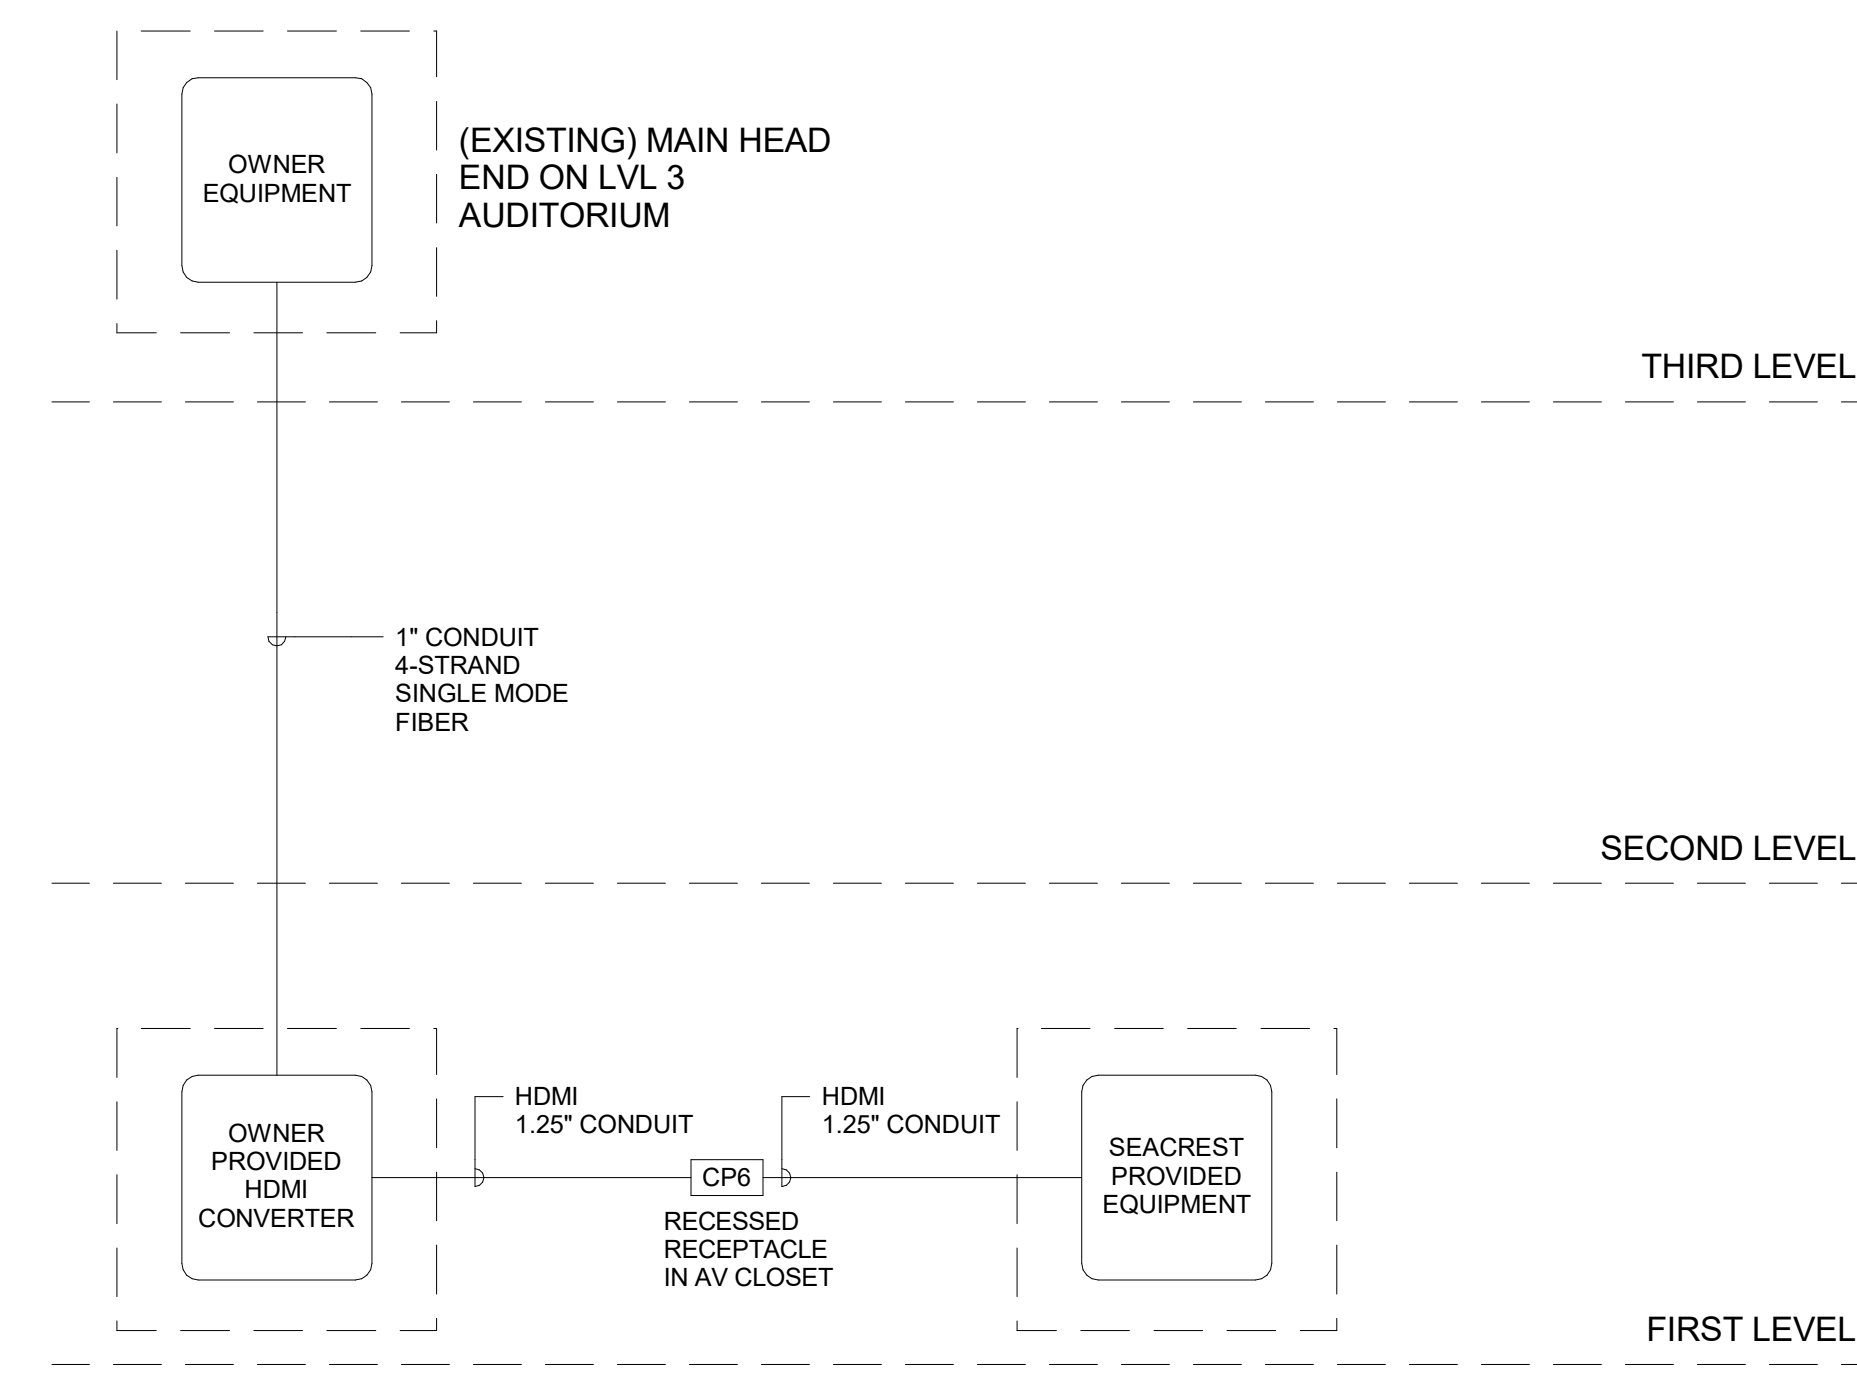 OWNER
EQUIPMENT
(EXISTING) MAIN HEAD
END ON LVL 3
AUDITORIUM
THIRD LEVEL
1" CONDUIT
4-STRAND
SINGLE MODE
FIBER
SECOND LEVEL
OWNER
PROVIDED
HDMI
CONVERTER
HDMI
1.25" CONDUIT
CP6
RECESSED
RECEPTACLE
IN AV CLOSET
HDMI
1.25" CONDUIT
SEACREST
PROVIDED
EQUIPMENT
FIRST LEVEL